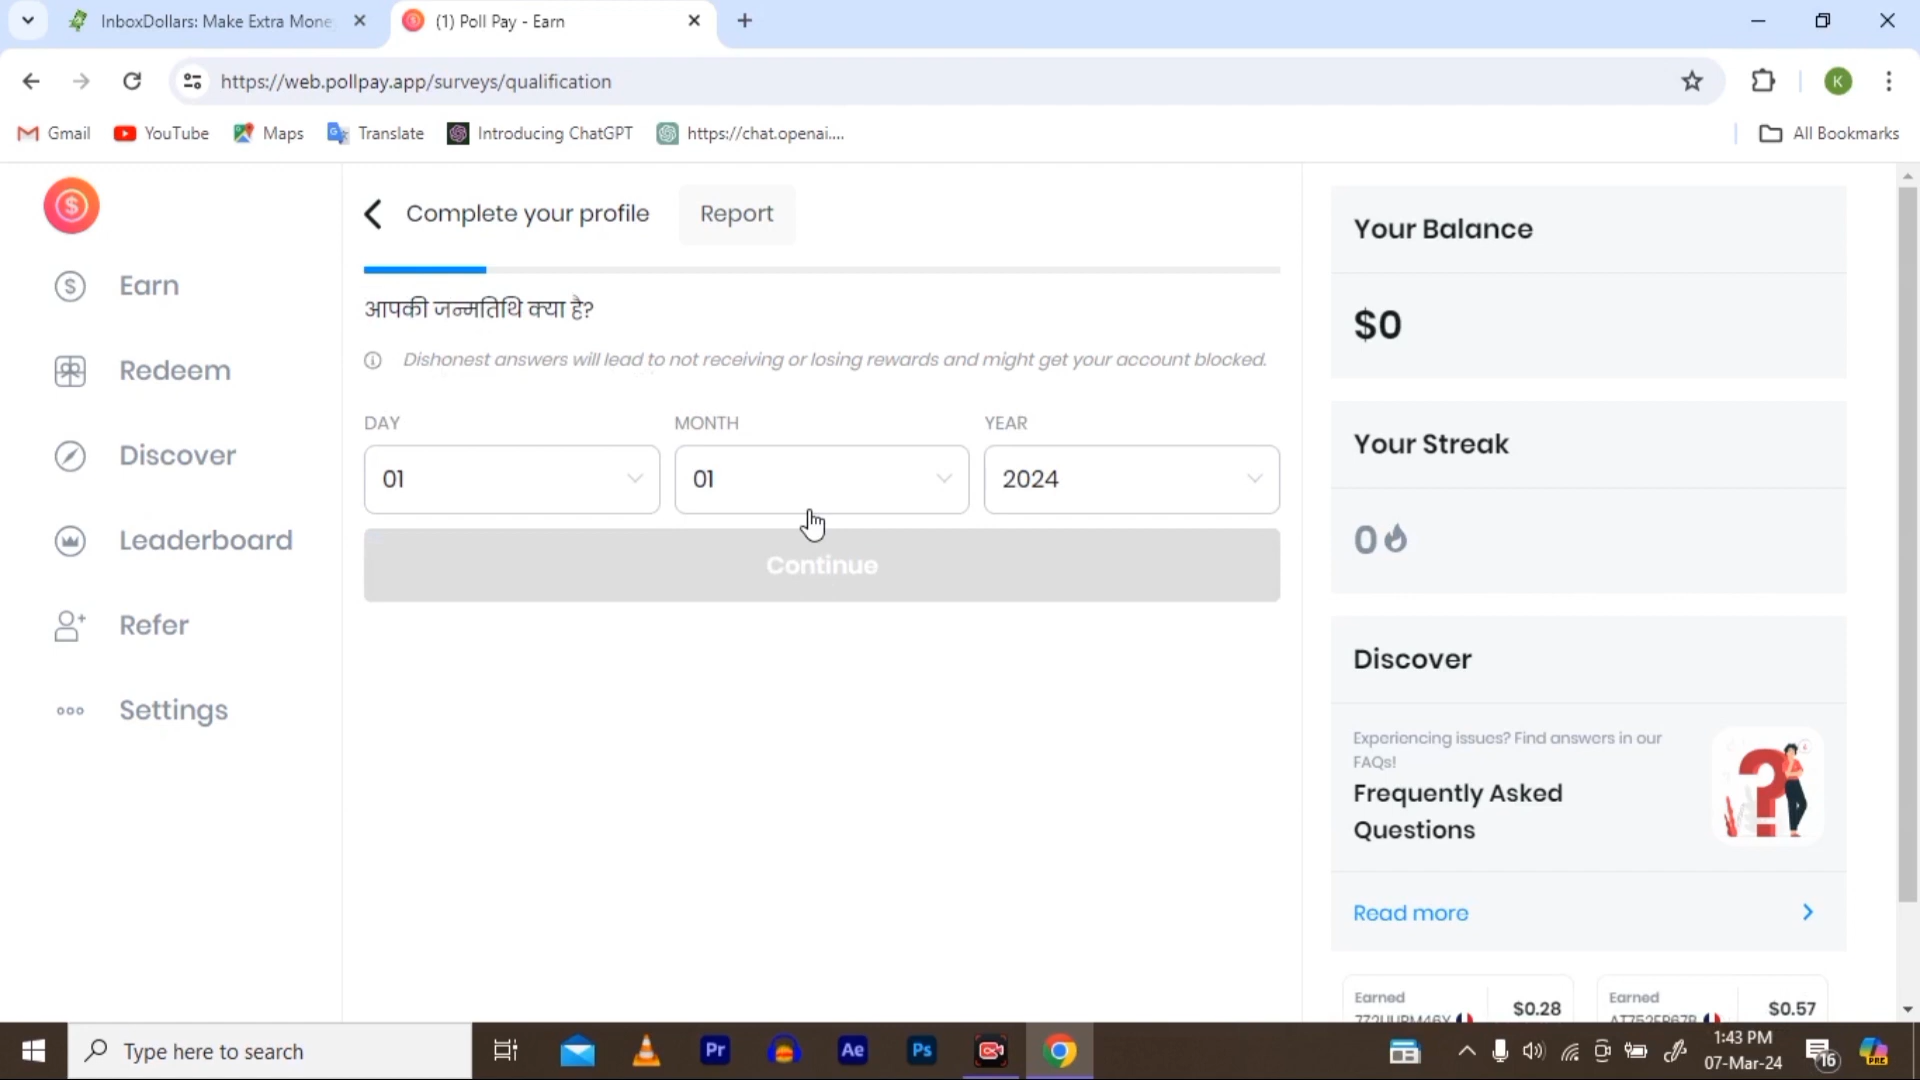 InboxDollars: Make Extra Mone
(1) Poll Pay - Earn
https://web.pollpay.app/surveys/qualification
K
Gmail
YouTube
Maps
Translate
Introducing ChatGPT
https://chat.openai....
All Bookmarks
Earn
Redeem
Discover
Leaderboard
Refer
Settings
Complete your profile
Report
आपकी जन्मतिथि क्या है?
Dishonest answers will lead to not receiving or losing rewards and might get your account blocked.
DAY MONTH YEAR
01 01 2024
Continue
Your Balance
$0
Your Streak
0
Discover
Experiencing issues? Find answers in our
FAQs!
Frequently Asked
Questions
Read more
Earned
$0.28
Earned
$0.57
Type here to search
Pr
Ae
Ps
1:43 PM
07-Mar-24
16
PRE